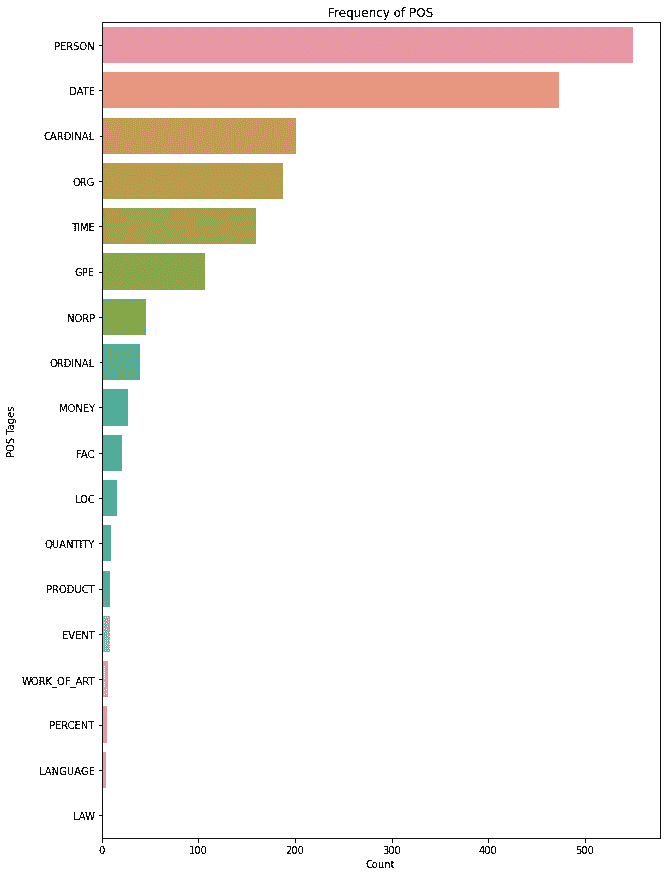 Frequency of POS
PERSON
DATE
CARDINAL
ORG
TIME
GPE
NORP
ORDINAL
MONEY
FAC
LOC
QUANTITY
PRODUCT
EVENT
WORK_OF_ART
PERCENT
LANGUAGE
LAW
POS Tages
0 100 200 300 400 500
Count